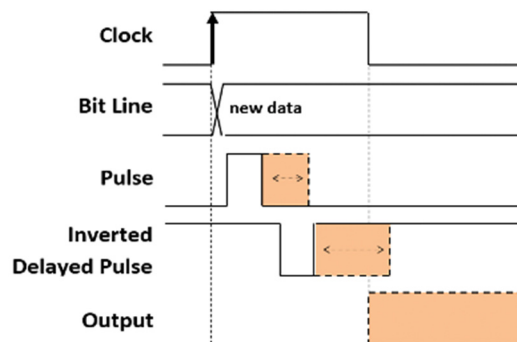 Clock
Bit Line
new data
Pulse
Inverted
Delayed Pulse
Output